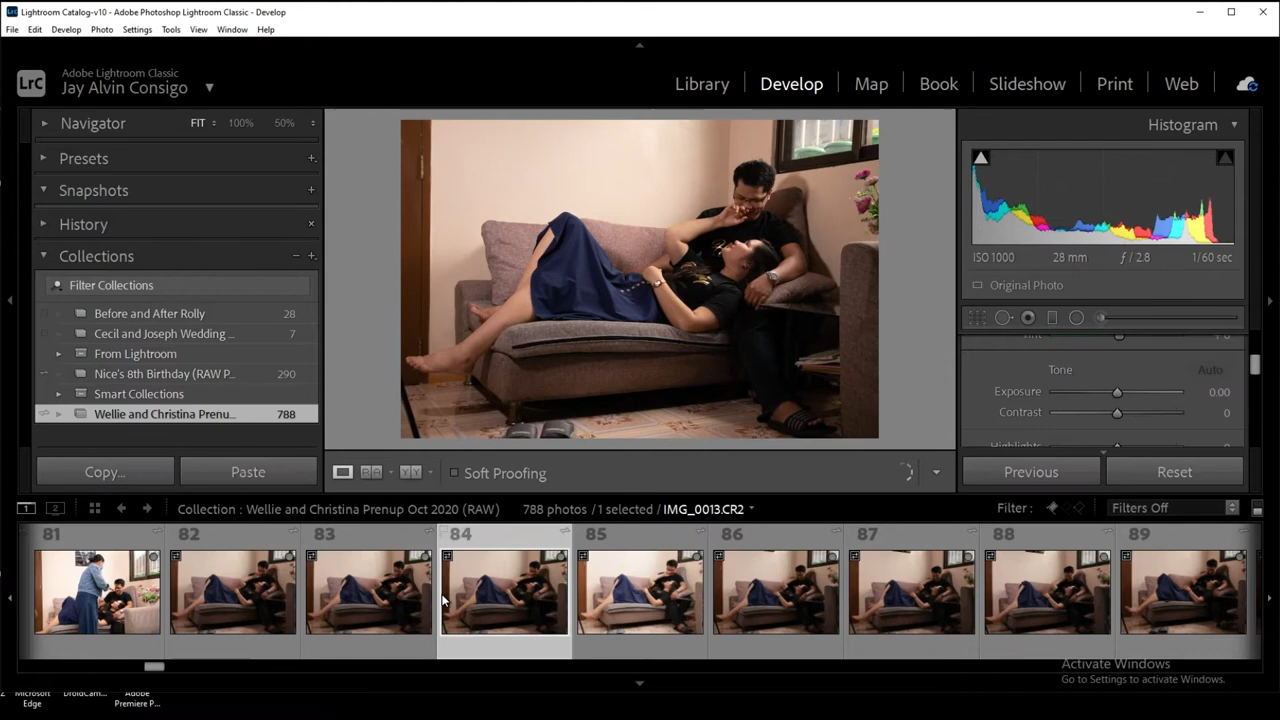 Lightroom Catalog-v10 - Adobe Photoshop Lightroom Classic - Develop
File Edit Develop Photo Settings Tools View Window Help
LrC
Adobe Lightroom Classic
Jay Alvin Consigo
Library Develop Map Book Slideshow Print Web
Navigator FIT 100% 50%
Presets
Snapshots
History
Collections
Filter Collections
Before and After Rolly 28
Cecil and Joseph Wedding ... 7
From Lightroom
Nice's 8th Birthday (RAW P... 290
Smart Collections
Wellie and Christina Prenu... 788
Copy... Paste
Soft Proofing
Histogram
ISO 1000 28 mm ƒ / 2.8 1/60 sec
Original Photo
Tone Auto
Exposure 0.00
Contrast 0
Highlights
Previous Reset
1 2 Collection : Wellie and Christina Prenup Oct 2020 (RAW) 788 photos / 1 selected / IMG_0013.CR2 Filter : Filters Off
81 82 83 84 85 86 87 88 89
Activate Windows
Go to Settings to activate Windows.
Microsoft
Edge
DroidCam...
Adobe
Premiere P...